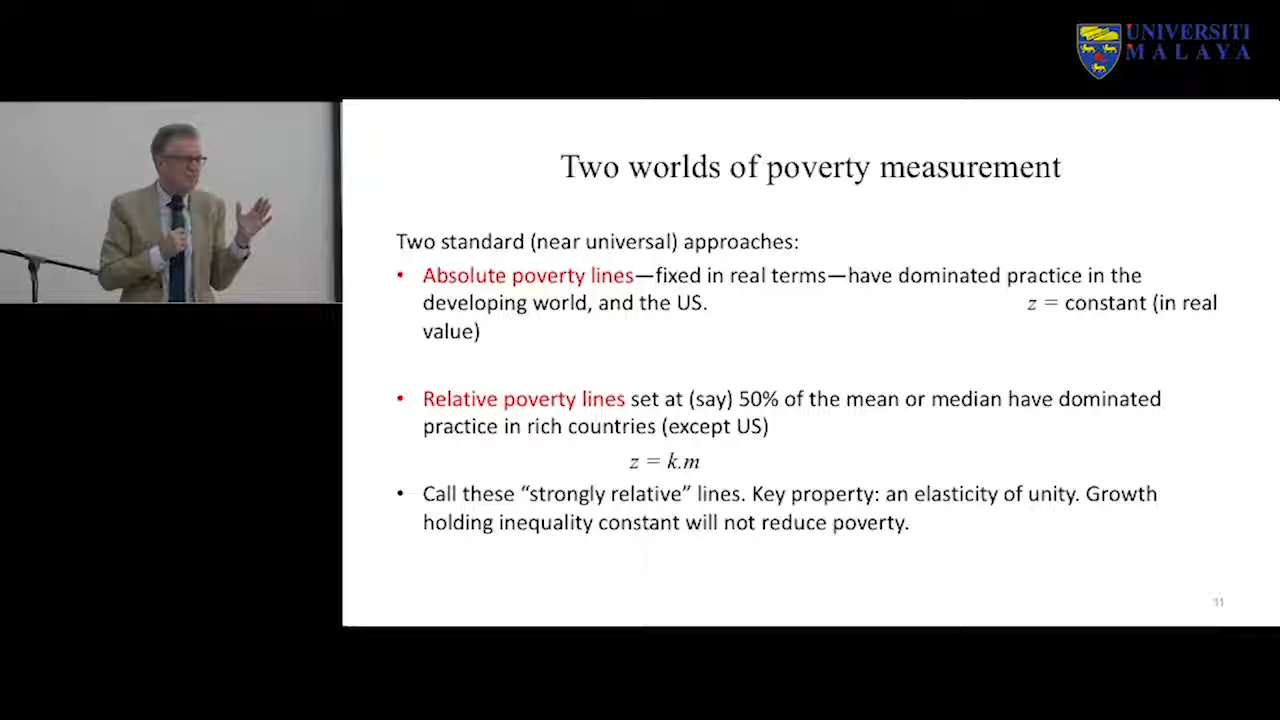 UNIVERSITI
MALAYA
Two worlds of poverty measurement
Two standard (near universal) approaches:
• Absolute poverty lines—fixed in real terms—have dominated practice in the
developing world, and the US. z = constant (in real
value)
• Relative poverty lines set at (say) 50% of the mean or median have dominated
practice in rich countries (except US)
z = k.m
• Call these “strongly relative” lines. Key property: an elasticity of unity. Growth
holding inequality constant will not reduce poverty.
11